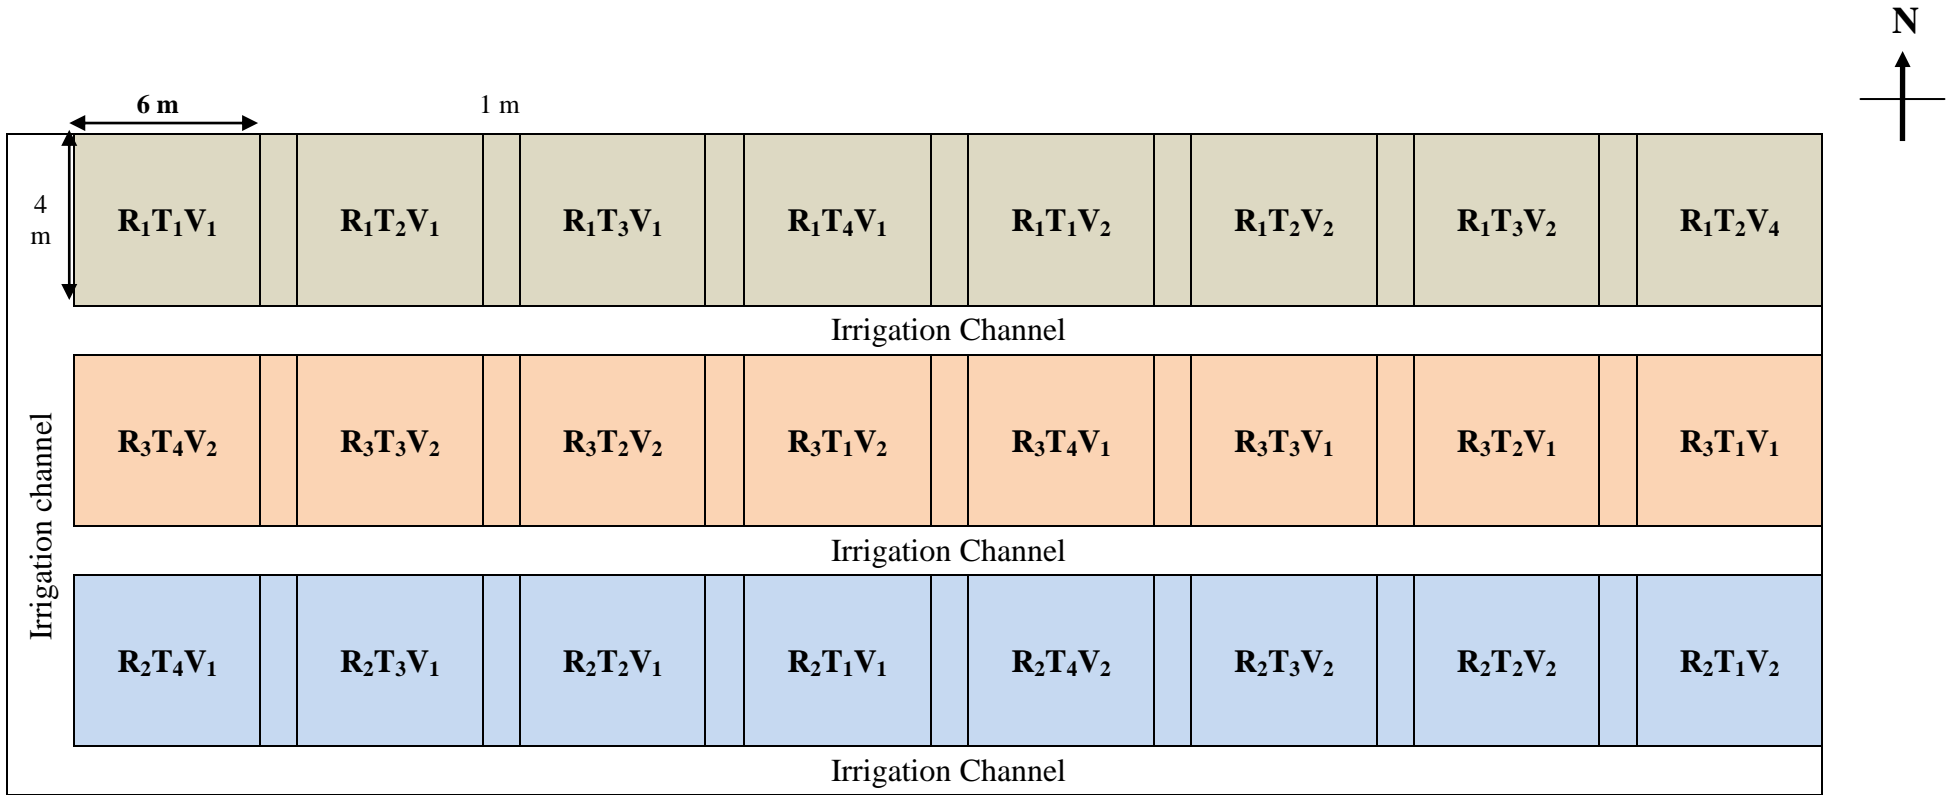 N
6 m 1 m
4
m
R₁T₁V₁ R₁T₂V₁ R₁T₃V₁ R₁T₄V₁ R₁T₁V₂ R₁T₂V₂ R₁T₃V₂ R₁T₂V₄
Irrigation Channel
R₃T₄V₂ R₃T₃V₂ R₃T₂V₂ R₃T₁V₂ R₃T₄V₁ R₃T₃V₁ R₃T₂V₁ R₃T₁V₁
Irrigation channel
Irrigation Channel
R₂T₄V₁ R₂T₃V₁ R₂T₂V₁ R₂T₁V₁ R₂T₄V₂ R₂T₃V₂ R₂T₂V₂ R₂T₁V₂
Irrigation Channel